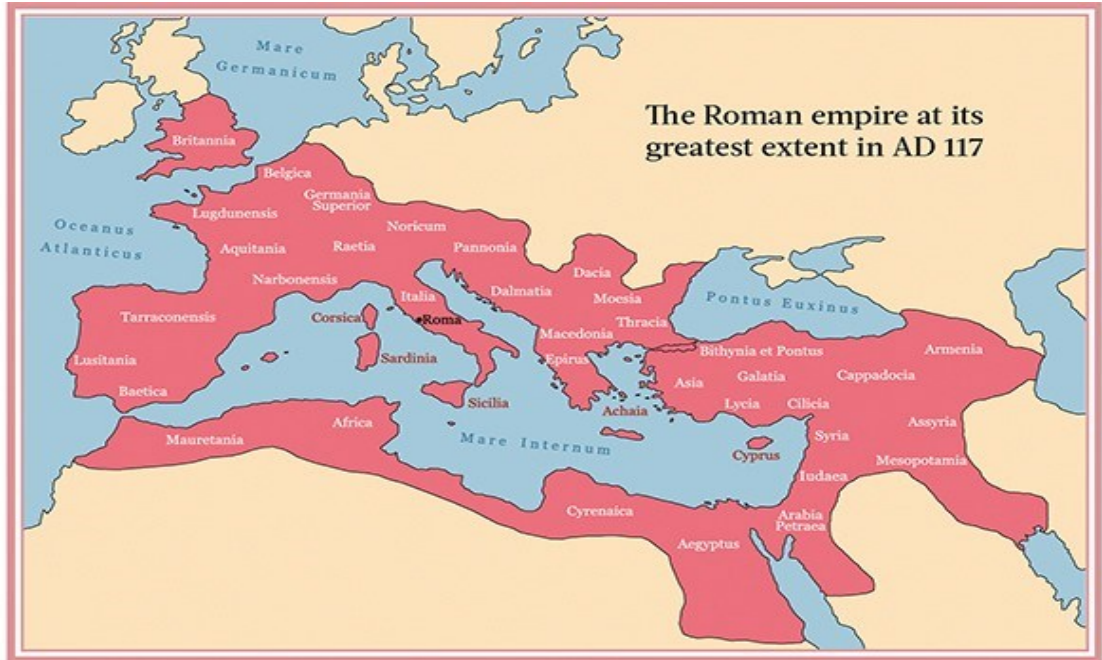 The Roman empire at its
greatest extent in AD 117
Mare
Germanicum
Britannia
Belgica
Germania
Superior
Lugdunensis
Noricum
Oceanus
Atlanticus
Aquitania
Raetia
Pannonia
Narbonensis
Dacia
Italia
Dalmatia
Moesia
Pontus Euxinus
Tarraconensis
Corsica
Roma
Thracia
Macedonia
Lusitania
Sardinia
Epirus
Bithynia et Pontus
Armenia
Baetica
Asia
Galatia
Cappadocia
Sicilia
Achaia
Lycia
Cilicia
Mauretania
Africa
Mare Internum
Cyprus
Syria
Assyria
Mesopotamia
Iudaea
Cyrenaica
Arabia
Petraea
Aegyptus